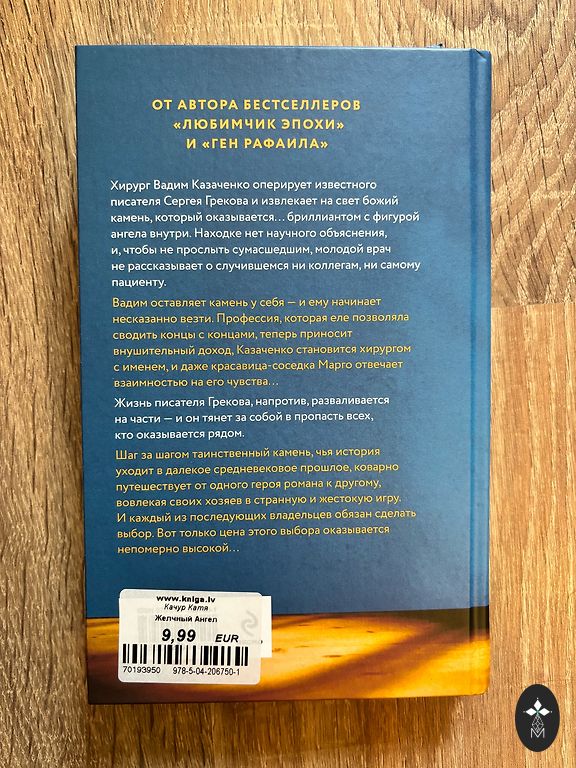 ОТ АВТОРА БЕСТСЕЛЛЕРОВ
«ЛЮБИМЧИК ЭПОХИ»
И «ГЕН РАФАИЛА»
Хирург Вадим Казаченко оперирует известного
писателя Сергея Грекова и извлекает на свет божий
камень, который оказывается... бриллиантом с фигурой
ангела внутри. Находке нет научного объяснения,
и, чтобы не прослыть сумасшедшим, молодой врач
не рассказывает о случившемся ни коллегам, ни самому
пациенту.
Вадим оставляет камень у себя — и ему начинает
несказанно везти. Профессия, которая еле позволяла
сводить концы с концами, теперь приносит
внушительный доход, Казаченко становится хирургом
с именем, и даже красавица-соседка Марго отвечает
взаимностью на его чувства...
Жизнь писателя Грекова, напротив, разваливается
на части — и он тянет за собой в пропасть всех,
кто оказывается рядом.
Шаг за шагом таинственный камень, чья история
уходит в далекое средневековое прошлое, коварно
путешествует от одного героя романа к другому,
вовлекая своих хозяев в странную и жестокую игру.
И каждый из последующих владельцев обязан сделать
выбор. Вот только цена этого выбора оказывается
непомерно высокой...
www.kniga.lv
Качур Катя
Желчный Ангел
9,99 EUR
70193950 978-5-04-206750-1
M